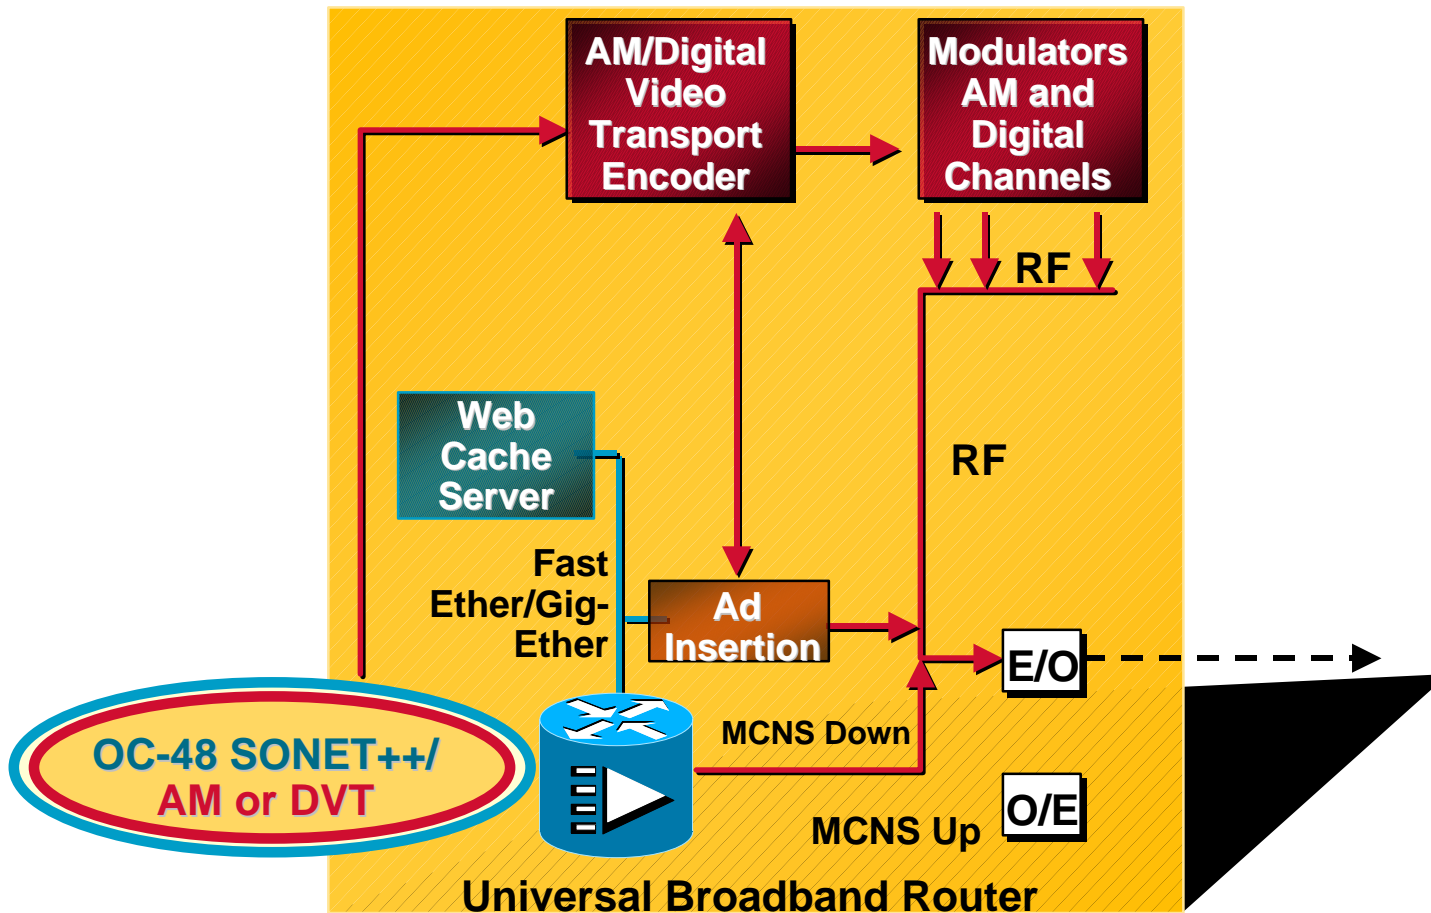 AM/Digital
Video
Transport
Encoder
Modulators
AM and
Digital
Channels
RF
Web
Cache
Server
RF
Fast
Ether/Gig-
Ether
Ad
Insertion
E/O
MCNS Down
OC-48 SONET++/
AM or DVT
O/E
MCNS Up
Universal Broadband Router